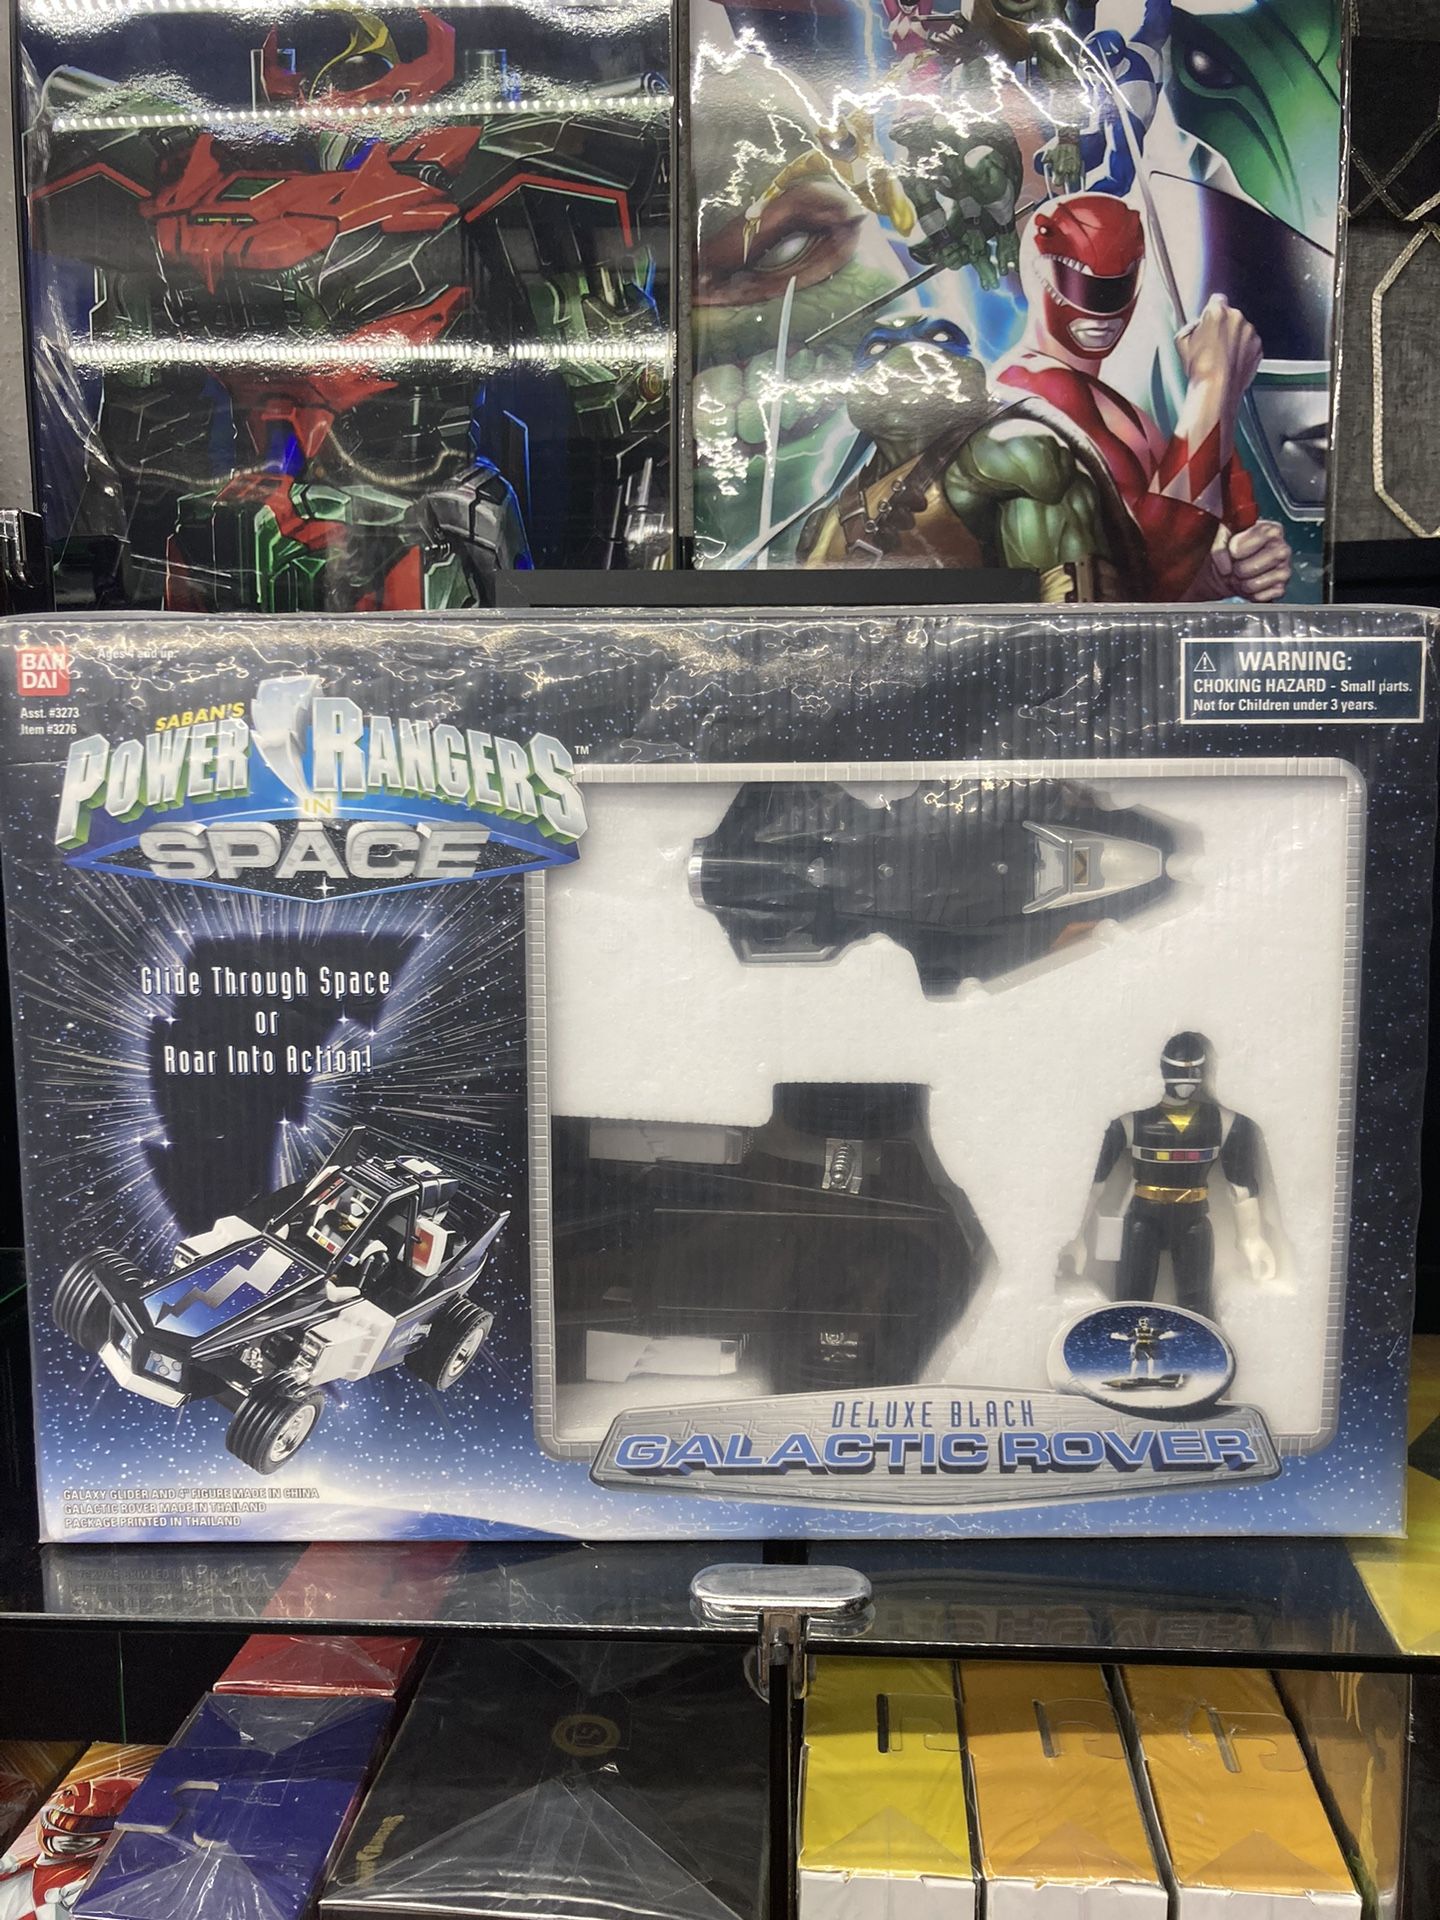 BAN
DAI
Ages 4 and up.
Asst. #3273
Item #3276
SABAN'S
POWER RANGERS™
IN
SPACE
⚠ WARNING:
CHOKING HAZARD - Small parts.
Not for Children under 3 years.
Glide Through Space
or
Roar Into Action!
DELUXE BLACK
GALACTIC ROVER
GALAXY GLIDER AND 4" FIGURE MADE IN CHINA
GALACTIC ROVER MADE IN THAILAND
PACKAGE PRINTED IN THAILAND